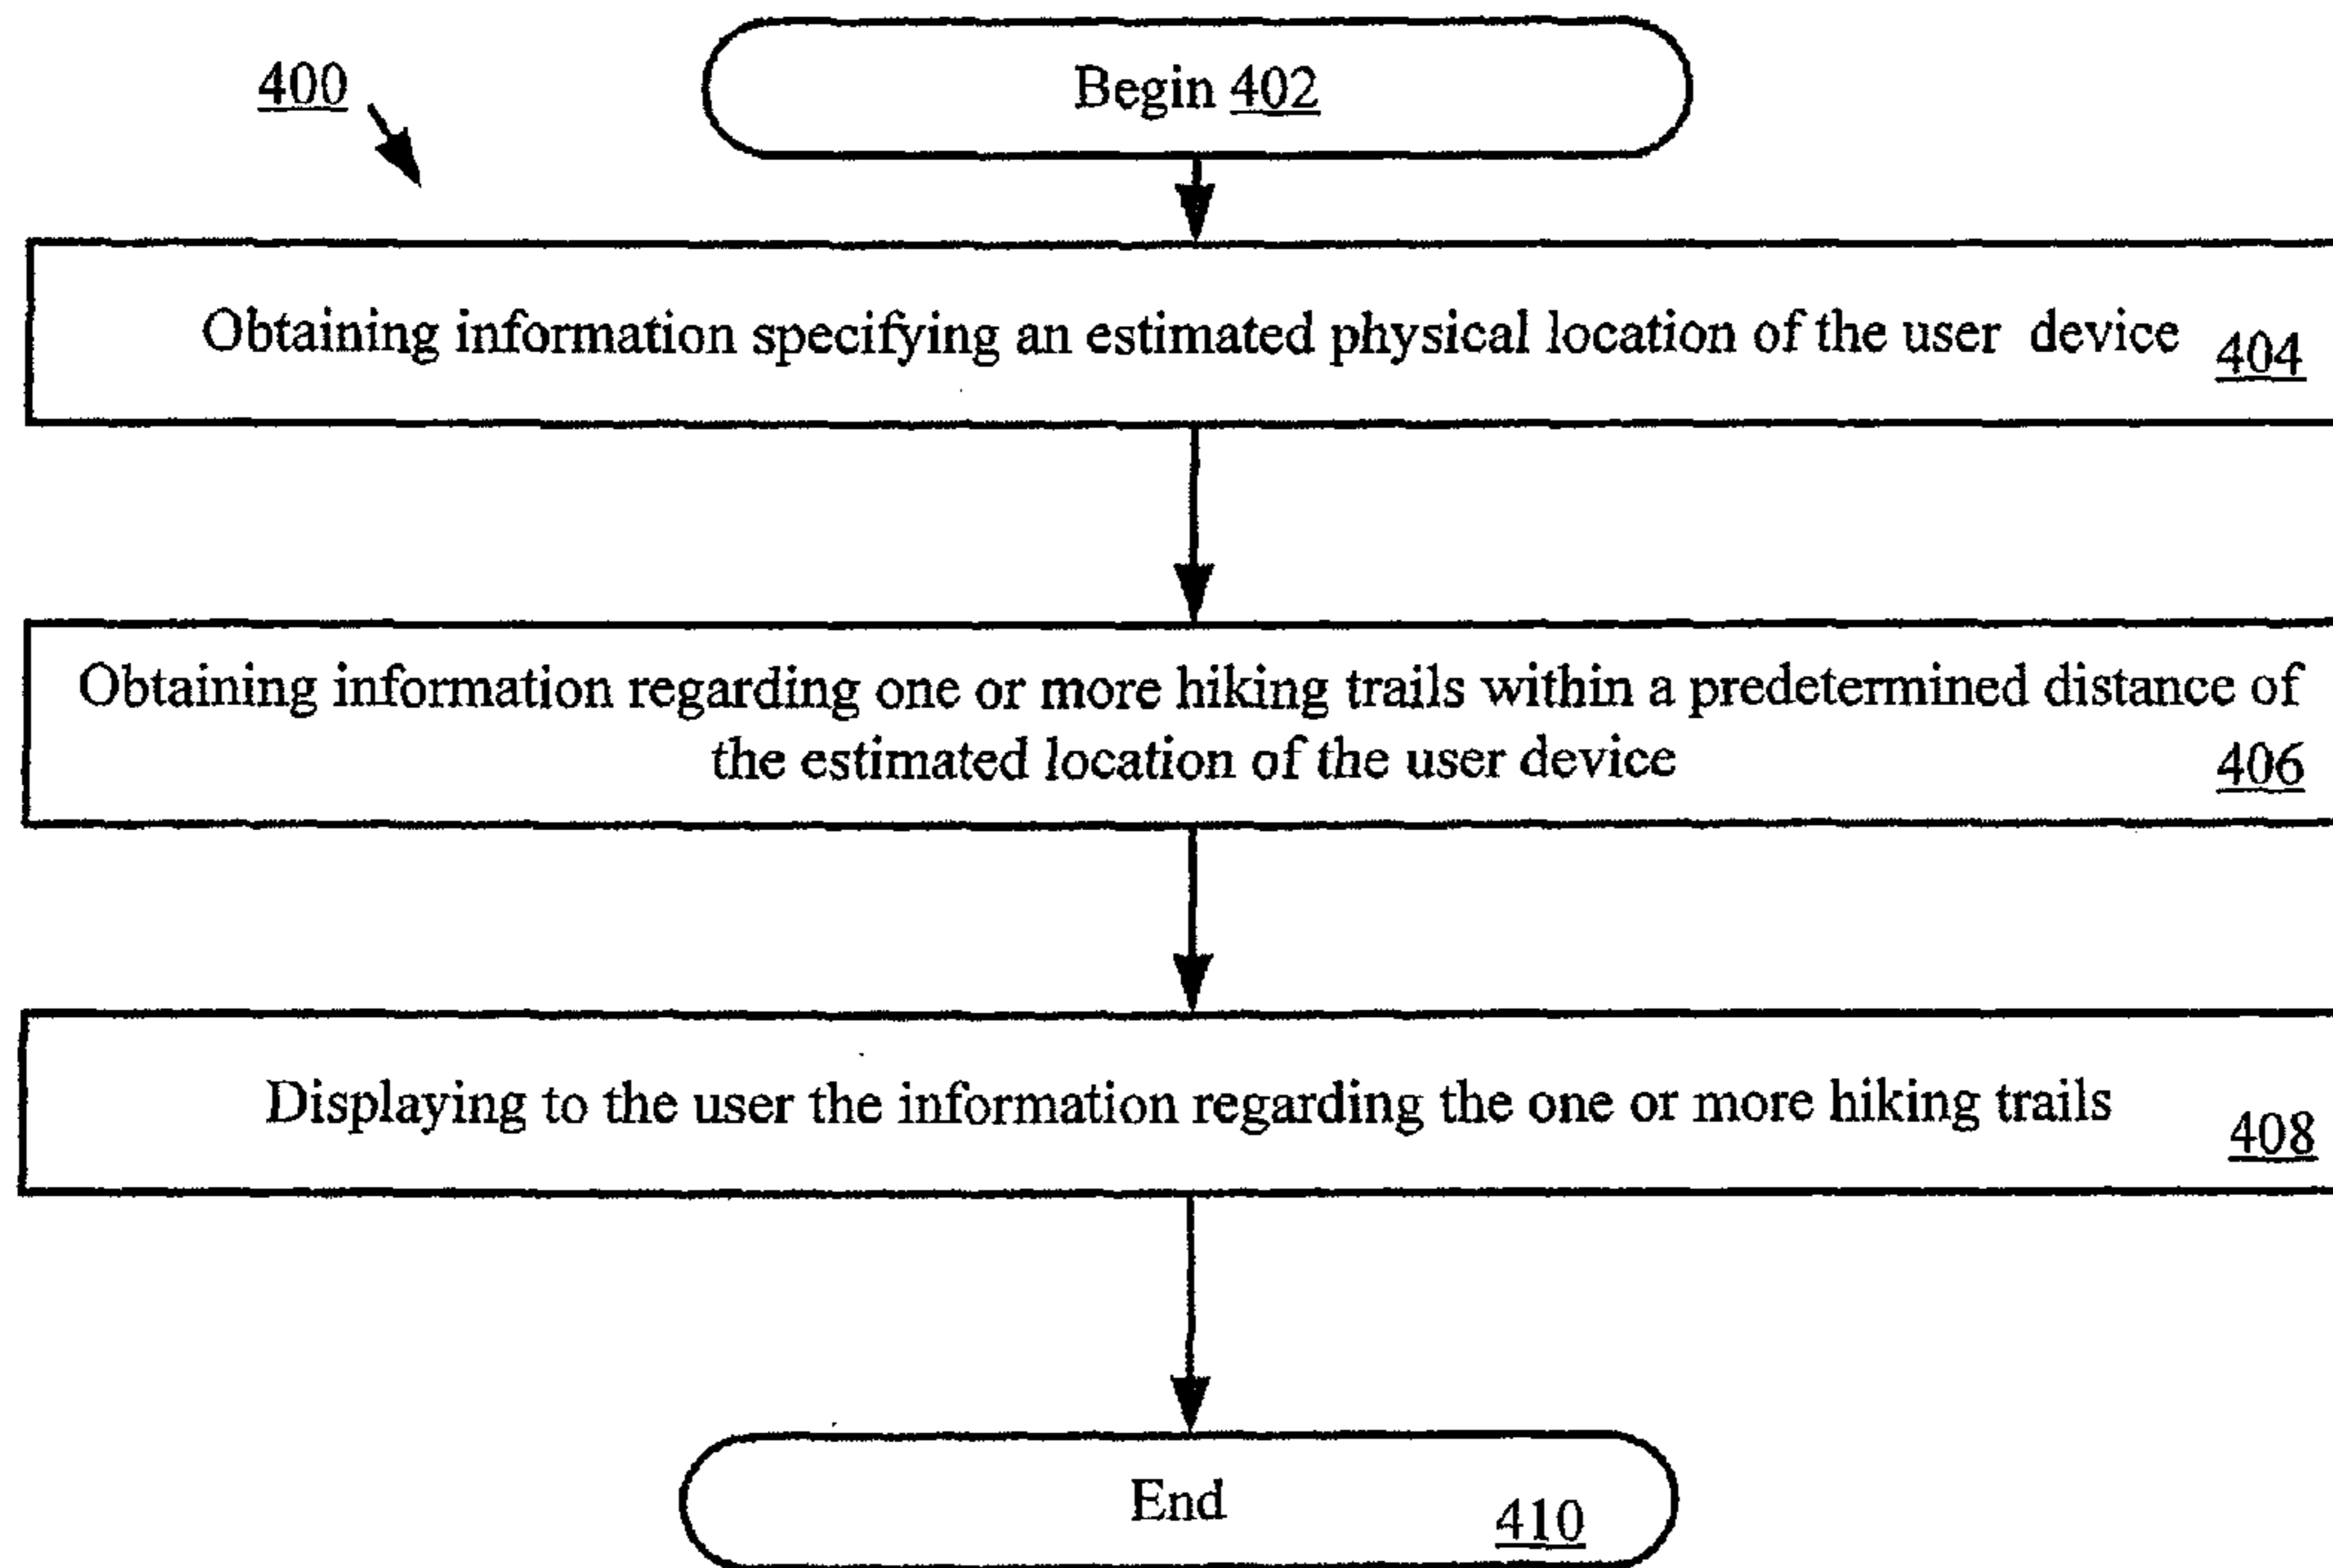 400
Begin 402
Obtaining information specifying an estimated physical location of the user device 404
Obtaining information regarding one or more hiking trails within a predetermined distance of
the estimated location of the user device 406
Displaying to the user the information regarding the one or more hiking trails 408
End 410